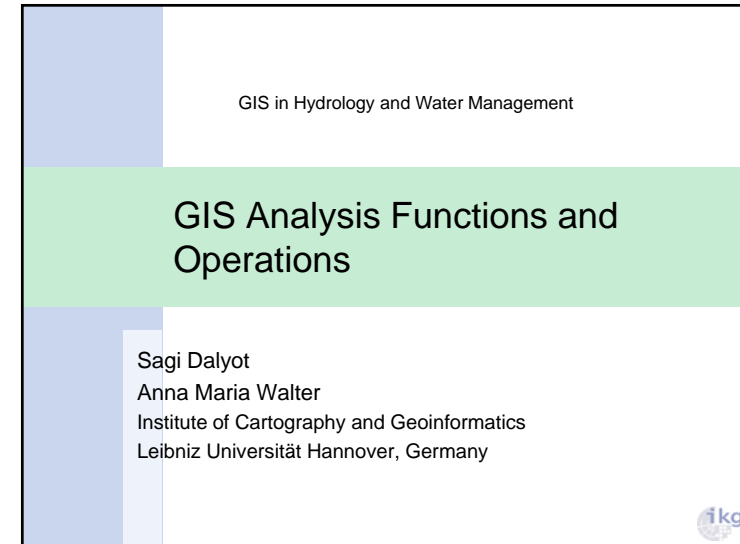 GIS in Hydrology and Water Management
GIS Analysis Functions and
Operations
Sagi Dalyot
Anna Maria Walter
Institute of Cartography and Geoinformatics
Leibniz Universität Hannover, Germany
ikg